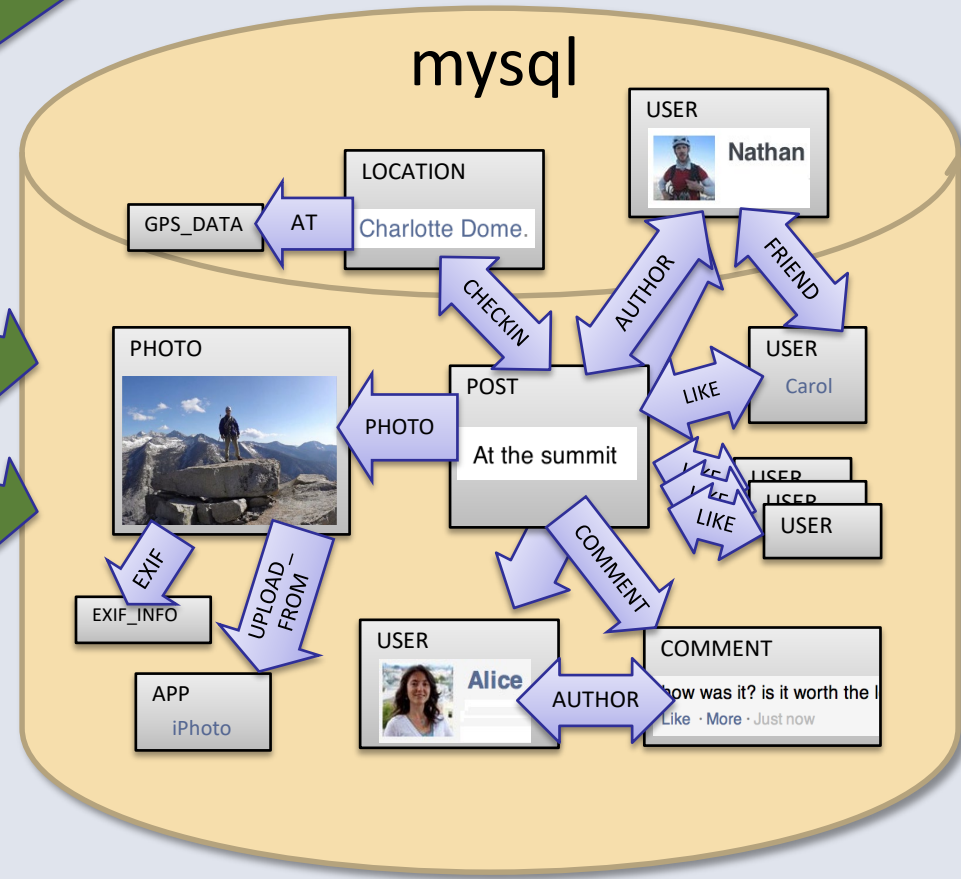 mysql
USER
Nathan
LOCATION
Charlotte Dome.
GPS_DATA
AT
CHECKIN
AUTHOR
FRIEND
PHOTO
PHOTO
POST
At the summit
LIKE
USER
Carol
LIKE
USER
LIKE
USER
LIKE
USER
EXIF
EXIF_INFO
UPLOAD_
FROM
APP
iPhoto
COMMENT
USER
Alice
AUTHOR
COMMENT
how was it? is it worth the
Like · More · Just now